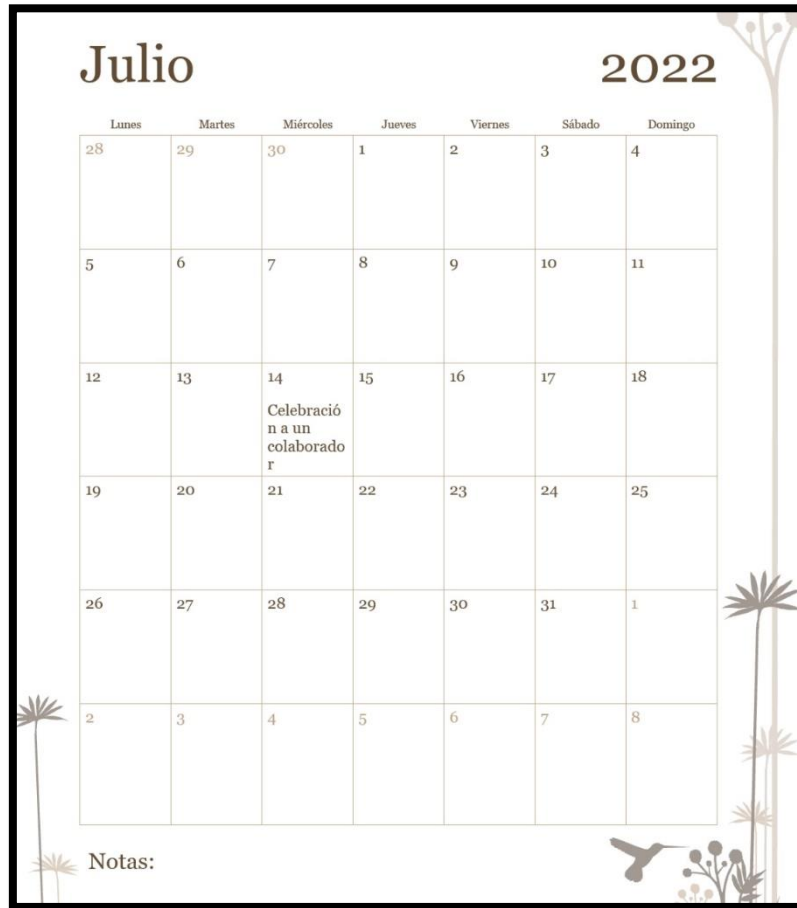 Julio 2022
Lunes Martes Miércoles Jueves Viernes Sábado Domingo
28 29 30 1 2 3 4
5 6 7 8 9 10 11
12 13 14 15 16 17 18
Celebració
n a un
colaborado
r
19 20 21 22 23 24 25
26 27 28 29 30 31 1
2 3 4 5 6 7 8
Notas: